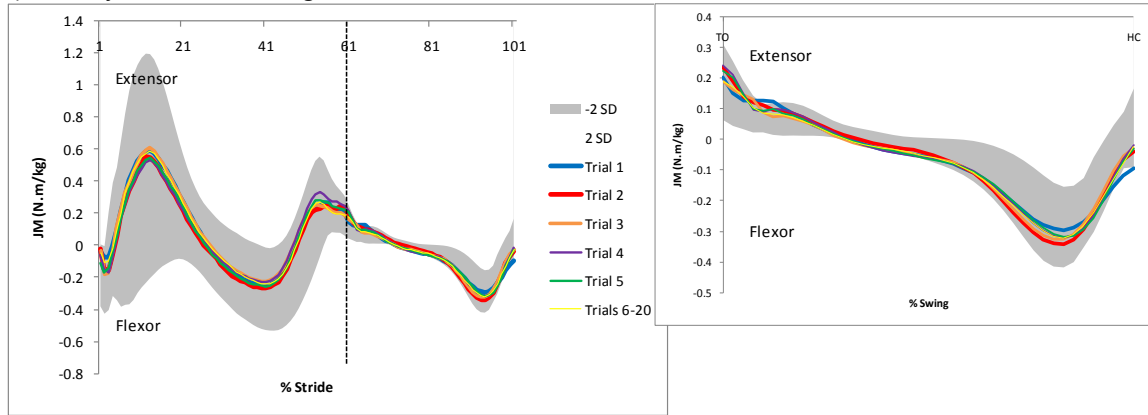 1.4
1.2
1
0.8
0.6
0.4
0.2
0
-0.2
-0.4
-0.6
-0.8
1
21
41
61
81
101
Extensor
Flexor
JM (N.m/kg)
% Stride
-2 SD
2 SD
Trial 1
Trial 2
Trial 3
Trial 4
Trial 5
Trials 6-20
0.4
0.3
0.2
0.1
0
-0.1
-0.2
-0.3
-0.4
-0.5
TO
HC
Extensor
Flexor
JM (N.m/kg)
% Swing